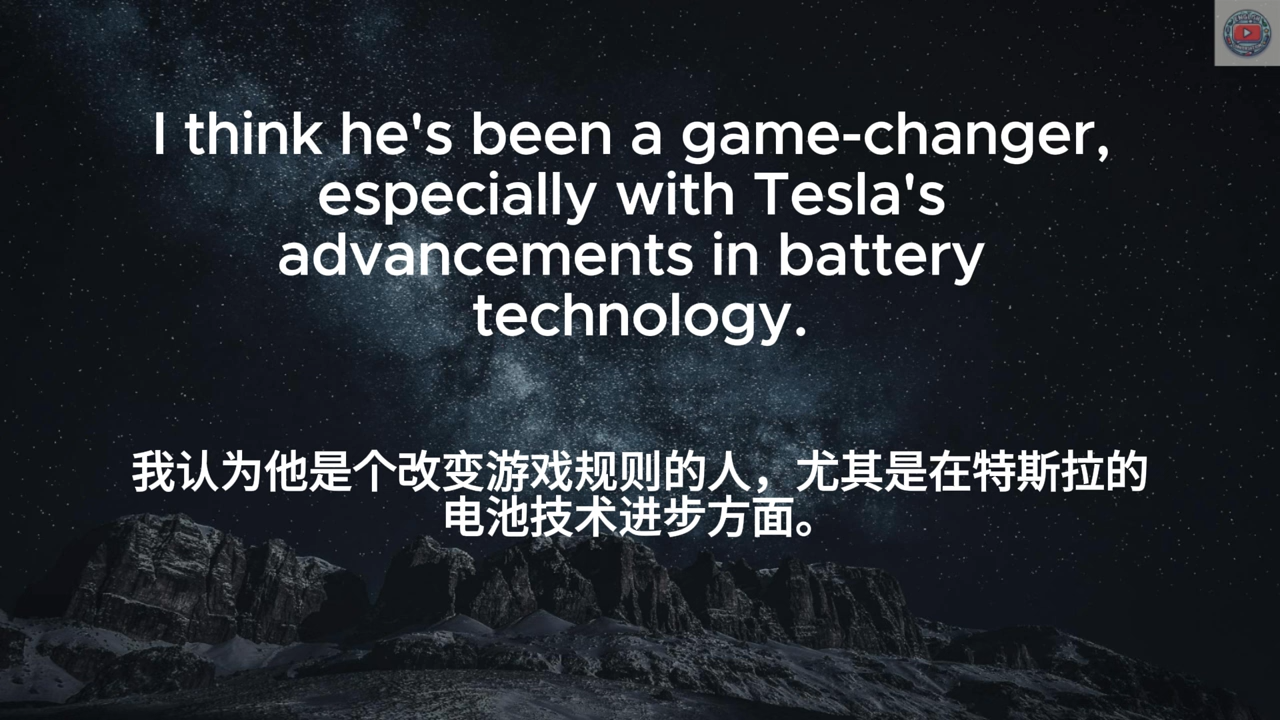 I think he's been a game-changer,
especially with Tesla's
advancements in battery
technology.
我认为他是个改变游戏规则的人，尤其是在特斯拉的
电池技术进步方面。